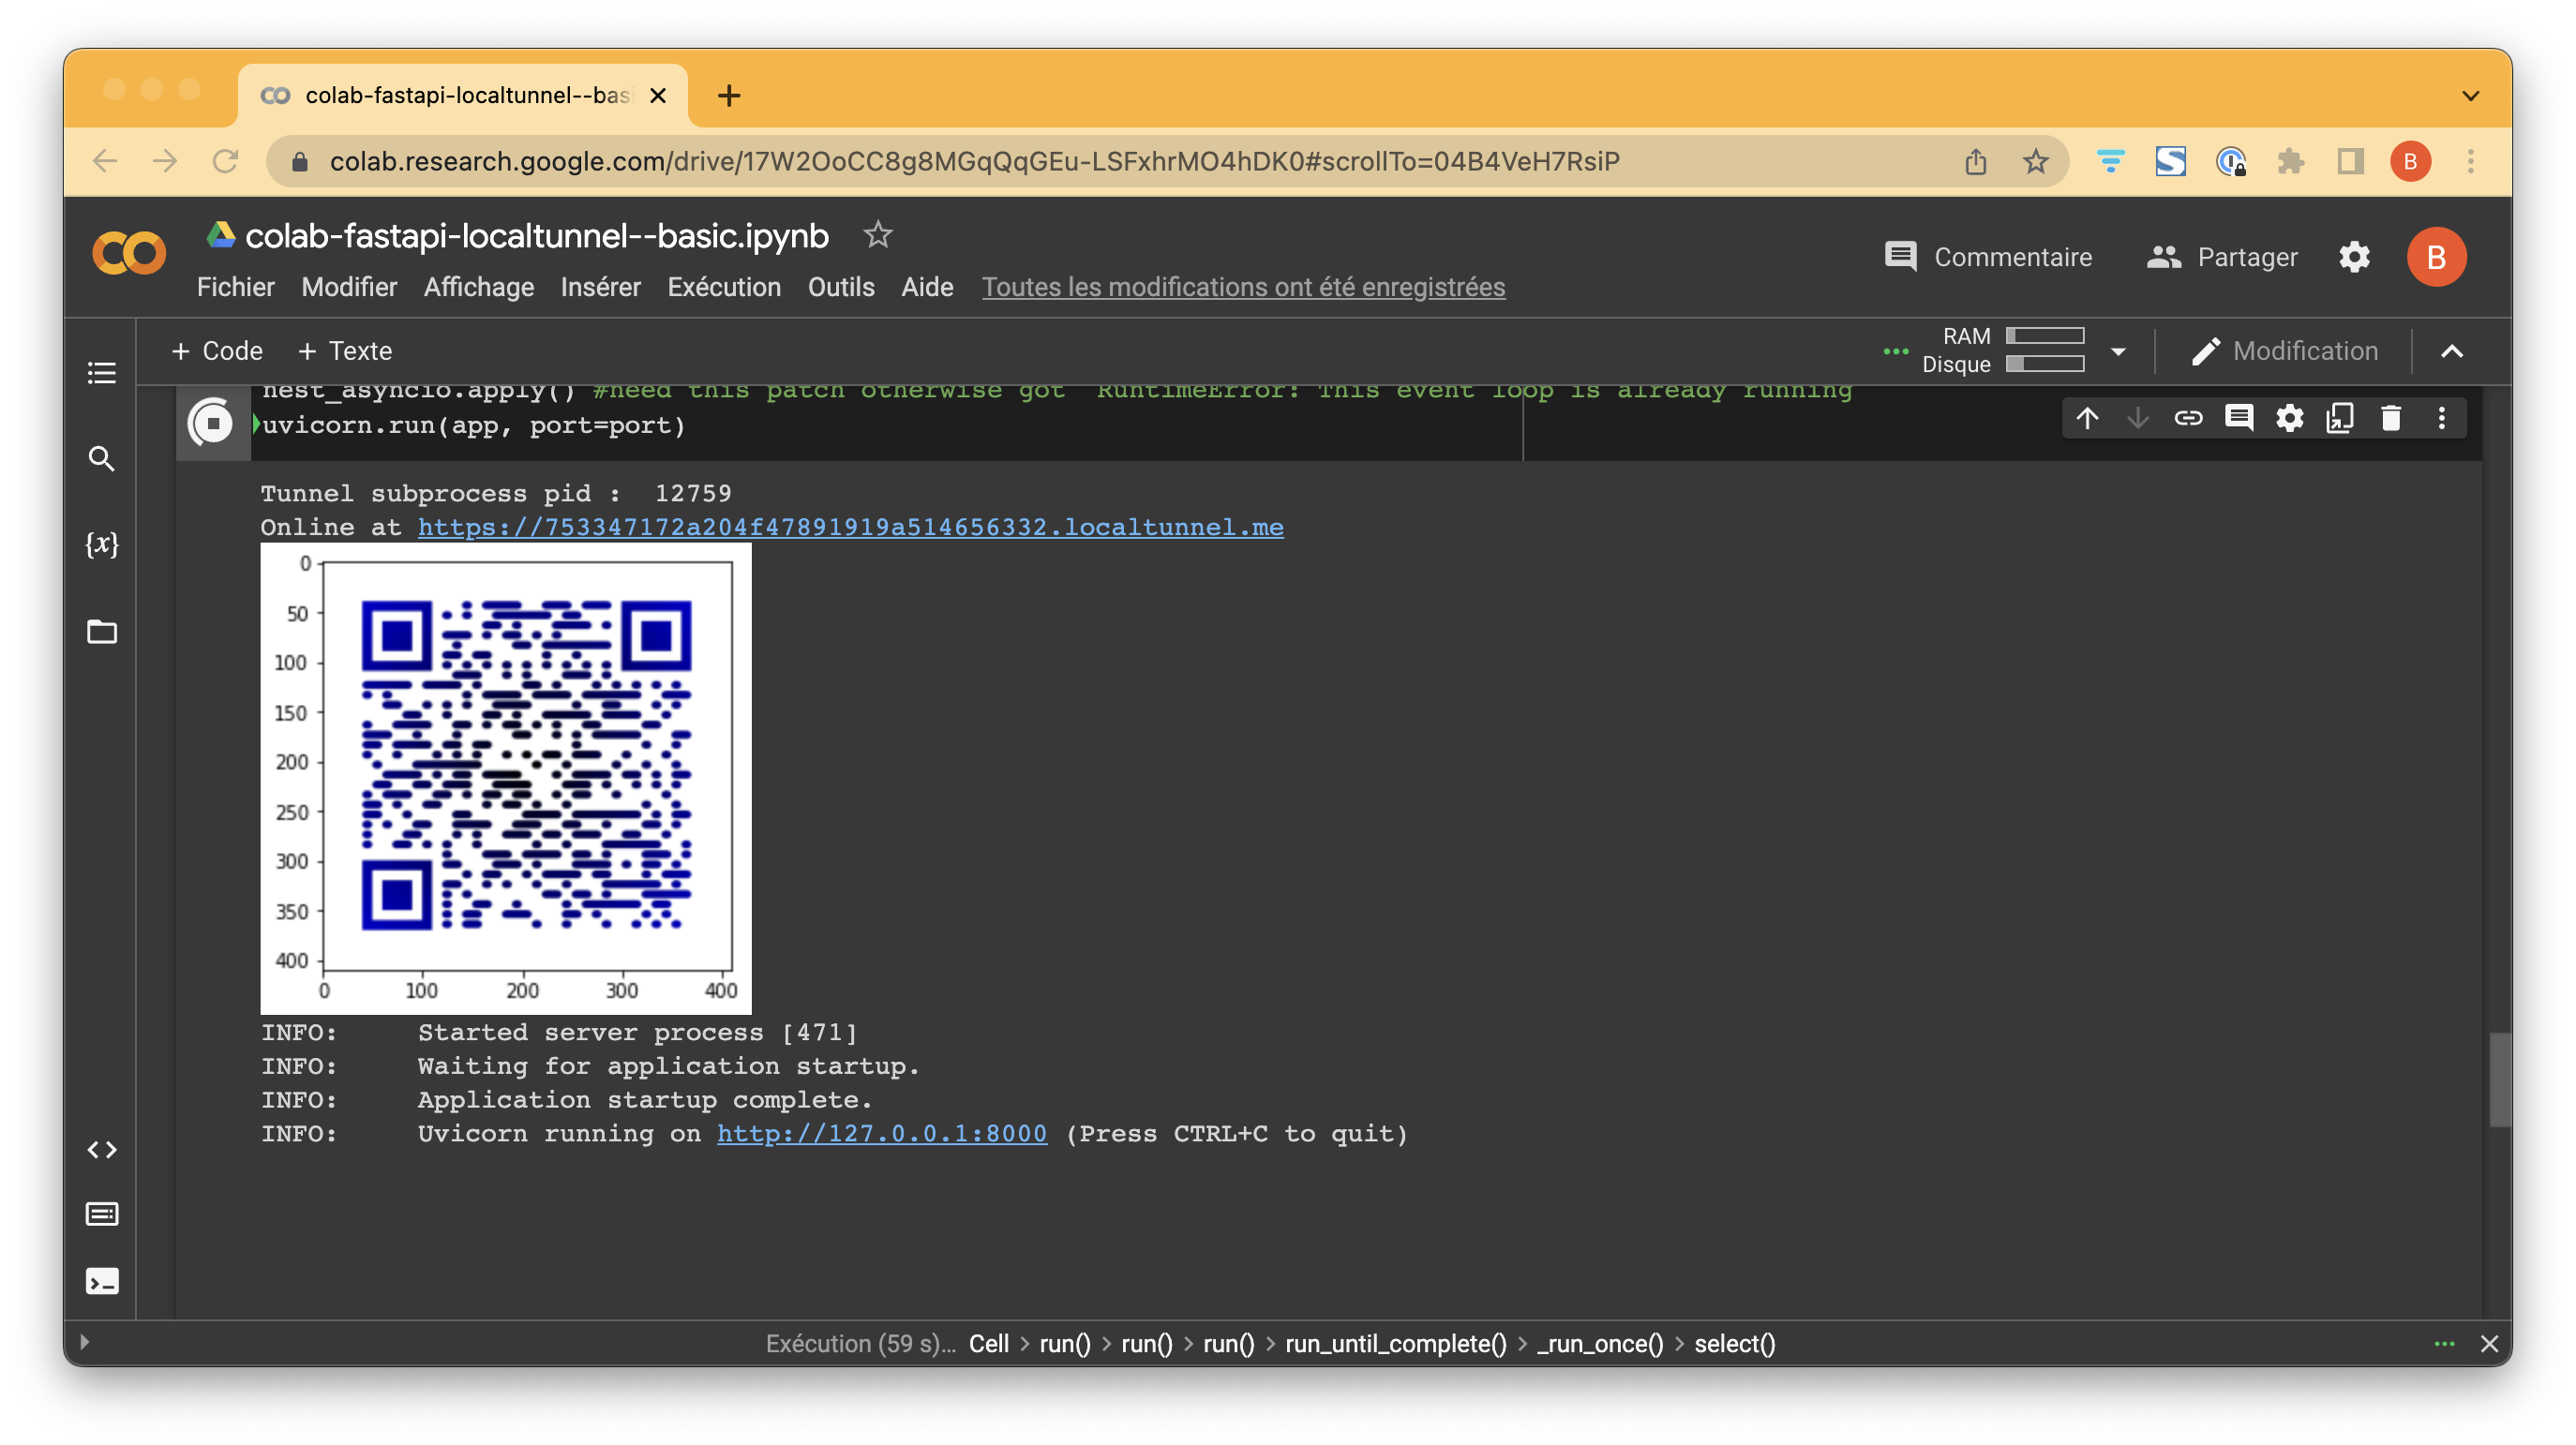 colab-fastapi-localtunnel--bas
colab.research.google.com/drive/17W2OoCC8g8MGqQqGEu-LSFxhrMO4hDK0#scrollTo=04B4VeH7RsiP
B
colab-fastapi-localtunnel--basic.ipynb
Commentaire Partager B
Fichier Modifier Affichage Insérer Exécution Outils Aide Toutes les modifications ont été enregistrées
+ Code + Texte RAM Disque Modification
nest_asyncio.apply() #need this patch otherwise got RuntimeError: This event loop is already running
uvicorn.run(app, port=port)
{x}
Tunnel subprocess pid : 12759
Online at https://753347172a204f47891919a514656332.localtunnel.me
0
50
100
150
200
250
300
350
400
0 100 200 300 400
INFO: Started server process [471]
INFO: Waiting for application startup.
INFO: Application startup complete.
INFO: Uvicorn running on http://127.0.0.1:8000 (Press CTRL+C to quit)
Exécution (59 s)... Cell > run() > run() > run() > run_until_complete() > _run_once() > select()